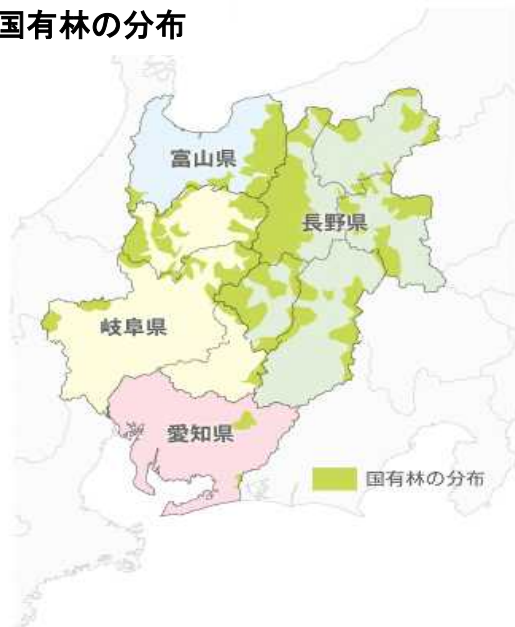 国有林の分布
富山県
長野県
岐阜県
愛知県
国有林の分布